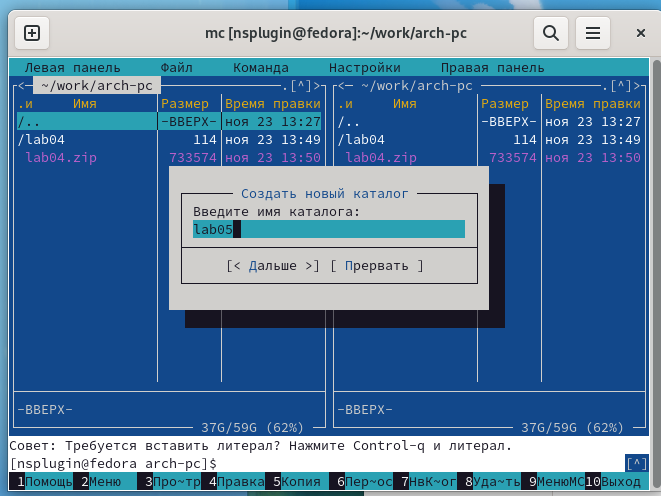 mc [nsplugin@fedora]:~/work/arch-pc
Левая панель Файл Команда Настройки Правая панель
<— ~/work/arch-pc .[^]> <— ~/work/arch-pc .[^]>
.и Имя Размер Время правки .и Имя Размер Время правки
/.. -ВВЕРХ- ноя 23 13:27 /.. -ВВЕРХ- ноя 23 13:27
/lab04 114 ноя 23 13:49 /lab04 114 ноя 23 13:49
lab04.zip 733574 ноя 23 13:50 lab04.zip 733574 ноя 23 13:50
Создать новый каталог
Введите имя каталога:
lab05
[< Дальше >] [ Прервать ]
-ВВЕРХ- -ВВЕРХ-
37G/59G (62%) 37G/59G (62%)
Совет: Требуется вставить литерал? Нажмите Control-q и литерал.
[nsplugin@fedora arch-pc]$ [^]
1Помощь 2Меню 3Про~тр 4Правка 5Копия 6Пер~ос 7НвК~ог 8Уда~ть 9МенюMC 10Выход